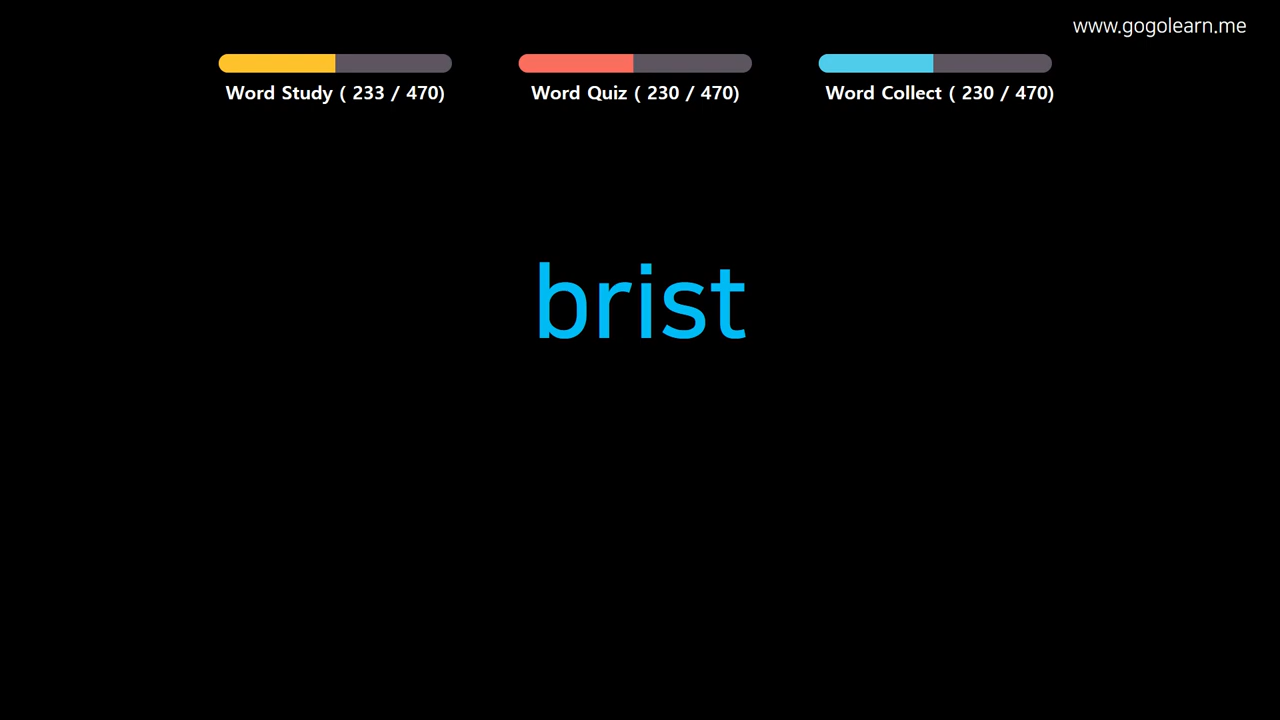 www.gogolearn.me
Word Study ( 233 / 470)
Word Quiz ( 230 / 470)
Word Collect ( 230 / 470)
brist